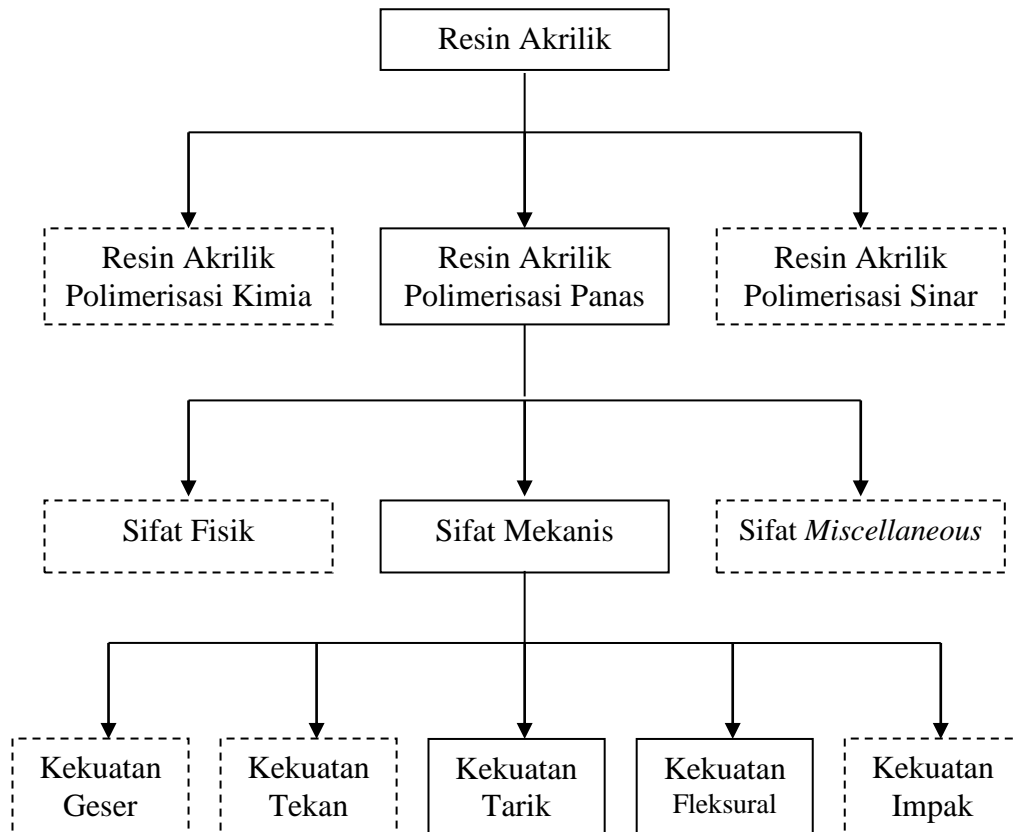 Resin Akrilik
Resin Akrilik
Polimerisasi Kimia
Resin Akrilik
Polimerisasi Panas
Resin Akrilik
Polimerisasi Sinar
Sifat Fisik
Sifat Mekanis
Sifat Miscellaneous
Kekuatan
Geser
Kekuatan
Tekan
Kekuatan
Tarik
Kekuatan
Fleksural
Kekuatan
Impak